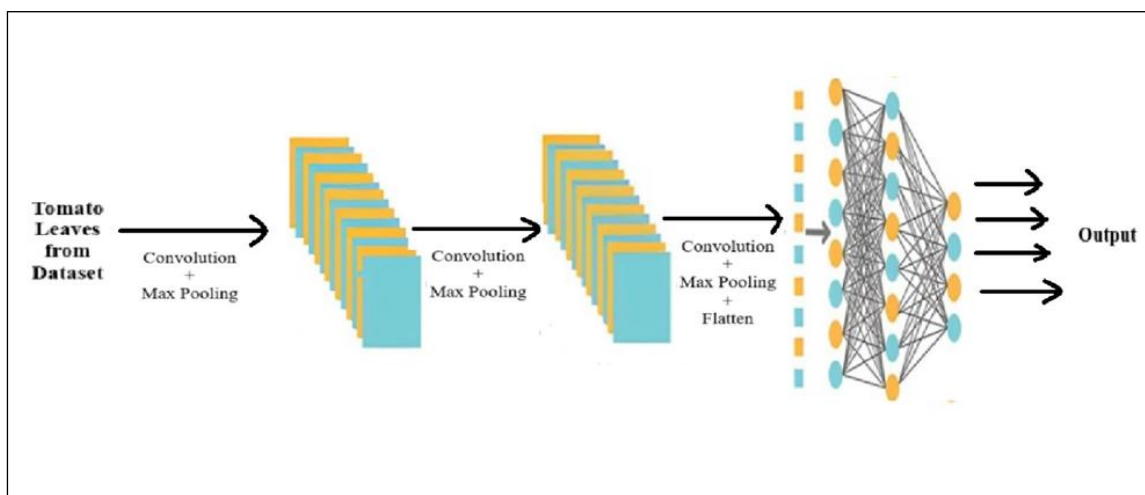 Tomato
Leaves
from
Dataset
Convolution
+
Max Pooling
Convolution
+
Max Pooling
Convolution
+
Max Pooling
+
Flatten
Output